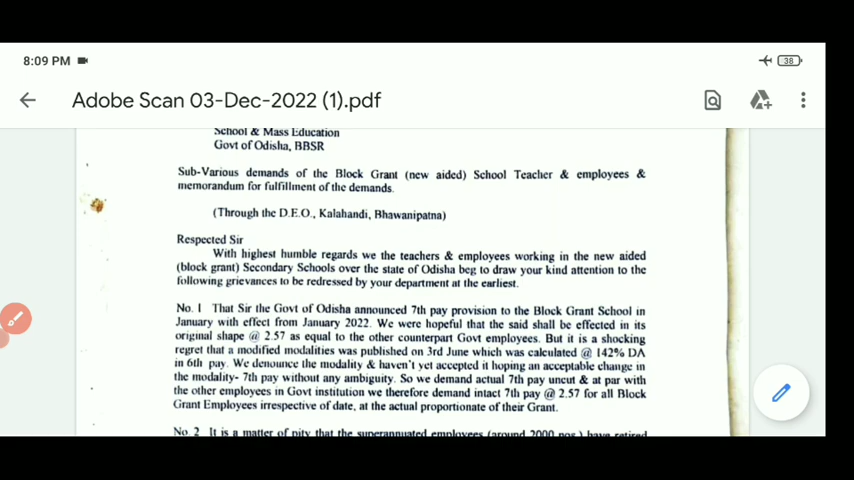 8:09 PM
38
Adobe Scan 03-Dec-2022 (1).pdf
School & Mass Education
Govt of Odisha, BBSR
Sub-Various demands of the Block Grant (new aided) School Teacher & employees &
memorandum for fulfillment of the demands.
(Through the D.E.O., Kalahandi, Bhawanipatna)
Respected Sir
With highest humble regards we the teachers & employees working in the new aided
(block grant) Secondary Schools over the state of Odisha beg to draw your kind attention to the
following grievances to be redressed by your department at the earliest.
No. 1 That Sir the Govt of Odisha announced 7th pay provision to the Block Grant School in
January with effect from January 2022. We were hopeful that the said shall be effected in its
original shape @ 2.57 as equal to the other counterpart Govt employees. But it is a shocking
regret that a modified modalities was published on 3rd June which was calculated @ 142% DA
in 6th pay. We denounce the modality & haven't yet accepted it hoping an acceptable change in
the modality- 7th pay without any ambiguity. So we demand actual 7th pay uncut & at par with
the other employees in Govt institution we therefore demand intact 7th pay @ 2.57 for all Block
Grant Employees irrespective of date, at the actual proportionate of their Grant.
No. 2 It is a matter of pity that the superannuated employees (around 2000 nos.) have retired